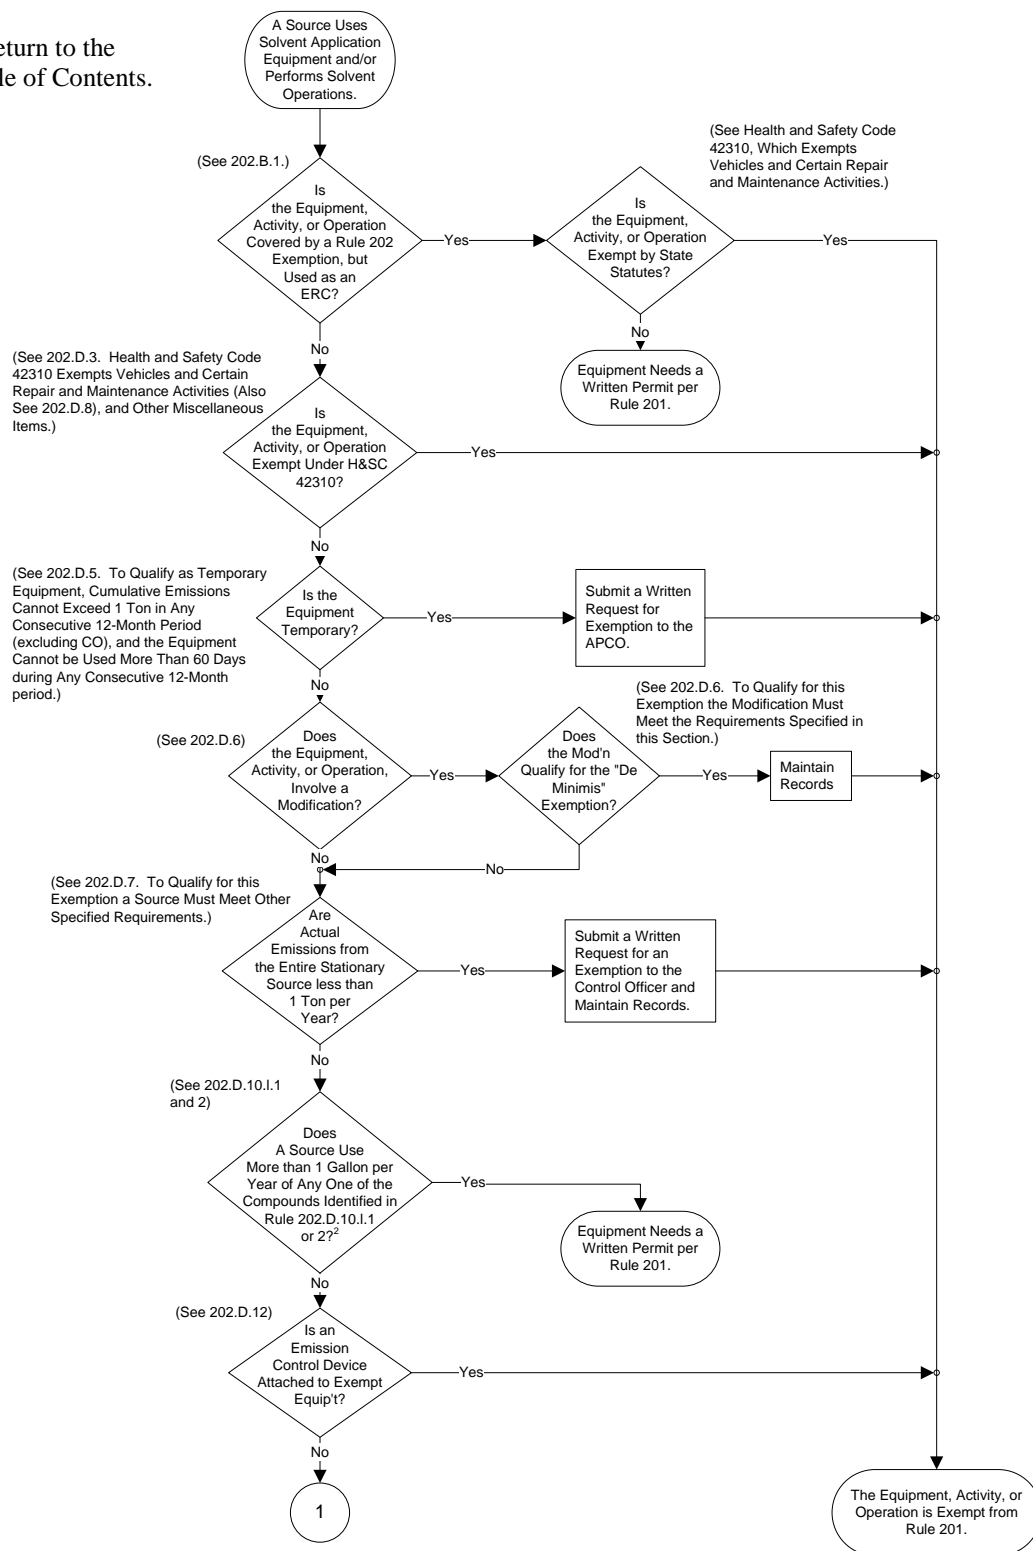 eturn to the
le of Contents.
A Source Uses
Solvent Application
Equipment and/or
Performs Solvent
Operations.
(See 202.B.1.)
Is
the Equipment,
Activity, or Operation
Covered by a Rule 202
Exemption, but
Used as an
ERC?
Yes
(See Health and Safety Code
42310, Which Exempts
Vehicles and Certain Repair
and Maintenance Activities.)
Is
the Equipment,
Activity, or Operation
Exempt by State
Statutes?
Yes
No
Equipment Needs a
Written Permit per
Rule 201.
No
(See 202.D.3. Health and Safety Code
42310 Exempts Vehicles and Certain
Repair and Maintenance Activities (Also
See 202.D.8), and Other Miscellaneous
Items.)
Is
the Equipment,
Activity, or Operation
Exempt Under H&SC
42310?
Yes
No
(See 202.D.5. To Qualify as Temporary
Equipment, Cumulative Emissions
Cannot Exceed 1 Ton in Any
Consecutive 12-Month Period
(excluding CO), and the Equipment
Cannot be Used More Than 60 Days
during Any Consecutive 12-Month
period.)
Is the
Equipment
Temporary?
Yes
Submit a Written
Request for
Exemption to the
APCO.
No
(See 202.D.6)
Does
the Equipment,
Activity, or Operation,
Involve a
Modification?
Yes
(See 202.D.6. To Qualify for this
Exemption the Modification Must
Meet the Requirements Specified in
this Section.)
Does
the Mod'n
Qualify for the "De
Minimis"
Exemption?
Yes
Maintain
Records
No
No
(See 202.D.7. To Qualify for this
Exemption a Source Must Meet Other
Specified Requirements.)
Are
Actual
Emissions from
the Entire Stationary
Source less than
1 Ton per
Year?
Yes
Submit a Written
Request for an
Exemption to the
Control Officer and
Maintain Records.
No
(See 202.D.10.l.1
and 2)
Does
A Source Use
More than 1 Gallon per
Year of Any One of the
Compounds Identified in
Rule 202.D.10.l.1
or 2?²
Yes
Equipment Needs a
Written Permit per
Rule 201.
No
(See 202.D.12)
Is an
Emission
Control Device
Attached to Exempt
Equip't?
Yes
No
1
The Equipment, Activity, or
Operation is Exempt from
Rule 201.